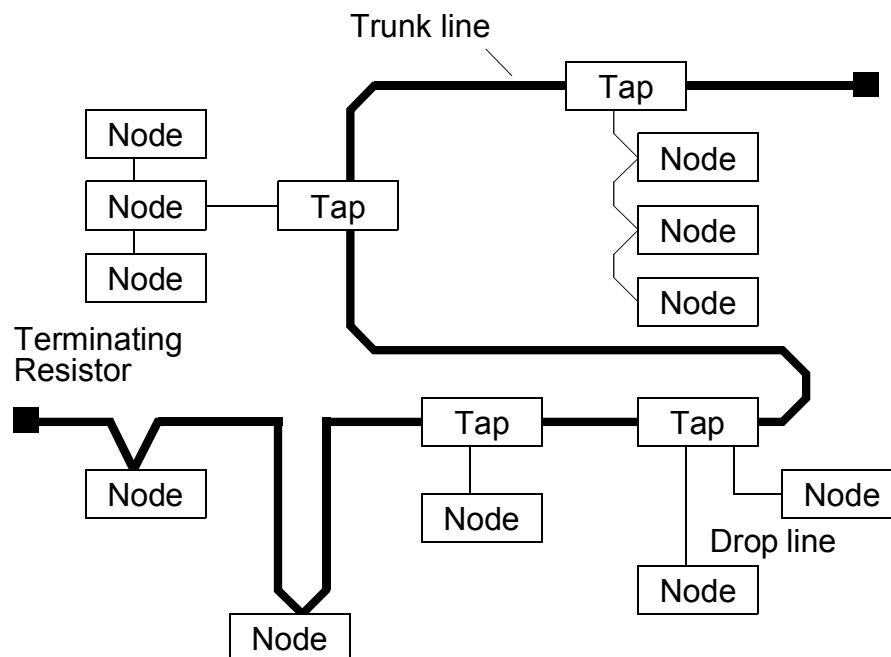 Trunk line
Tap
Node
Node
Node
Tap
Node
Node
Node
Node
Terminating
Resistor
Tap
Tap
Node
Node
Node
Drop line
Node
Node